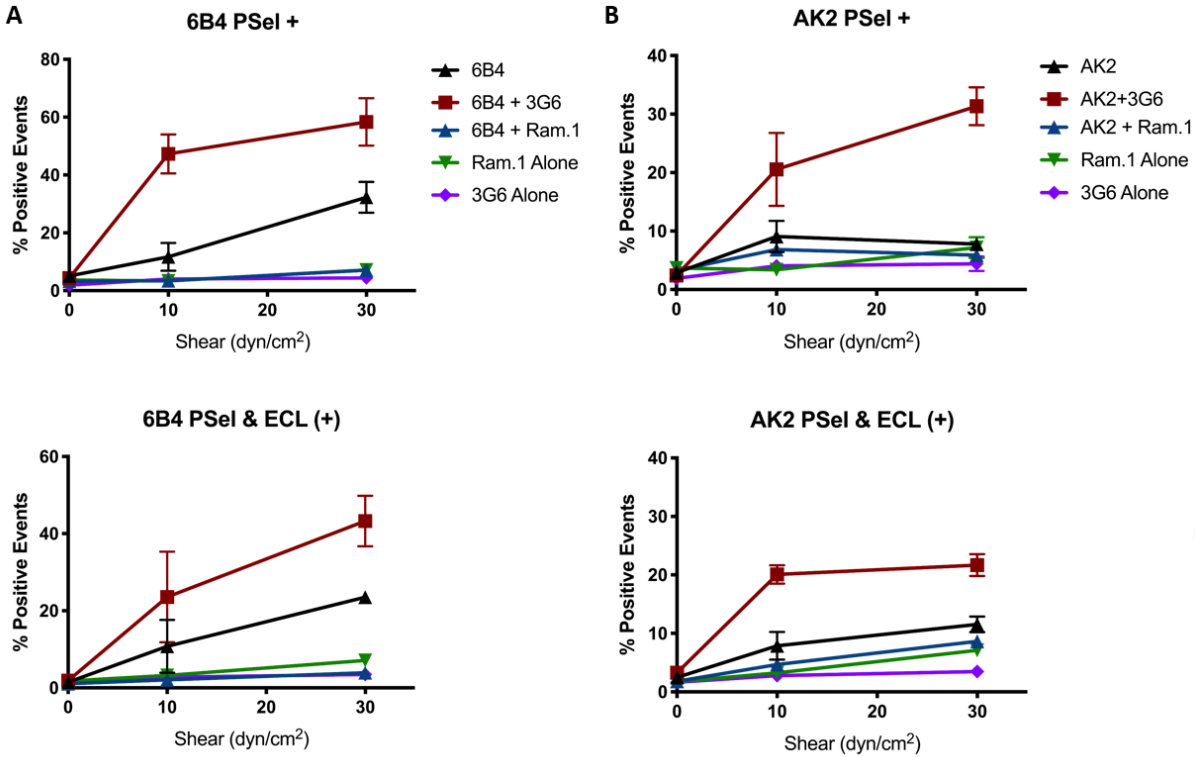 A
6B4 PSel +
% Positive Events
80
60
40
20
0
0
10
20
30
Shear (dyn/cm²)
6B4
6B4 + 3G6
6B4 + Ram.1
Ram.1 Alone
3G6 Alone
B
AK2 PSel +
% Positive Events
40
30
20
10
0
0
10
20
30
Shear (dyn/cm²)
AK2
AK2+3G6
AK2 + Ram.1
Ram.1 Alone
3G6 Alone
6B4 PSel & ECL (+)
% Positive Events
60
40
20
0
0
10
20
30
Shear (dyn/cm²)
AK2 PSel & ECL (+)
% Positive Events
40
30
20
10
0
0
10
20
30
Shear (dyn/cm²)